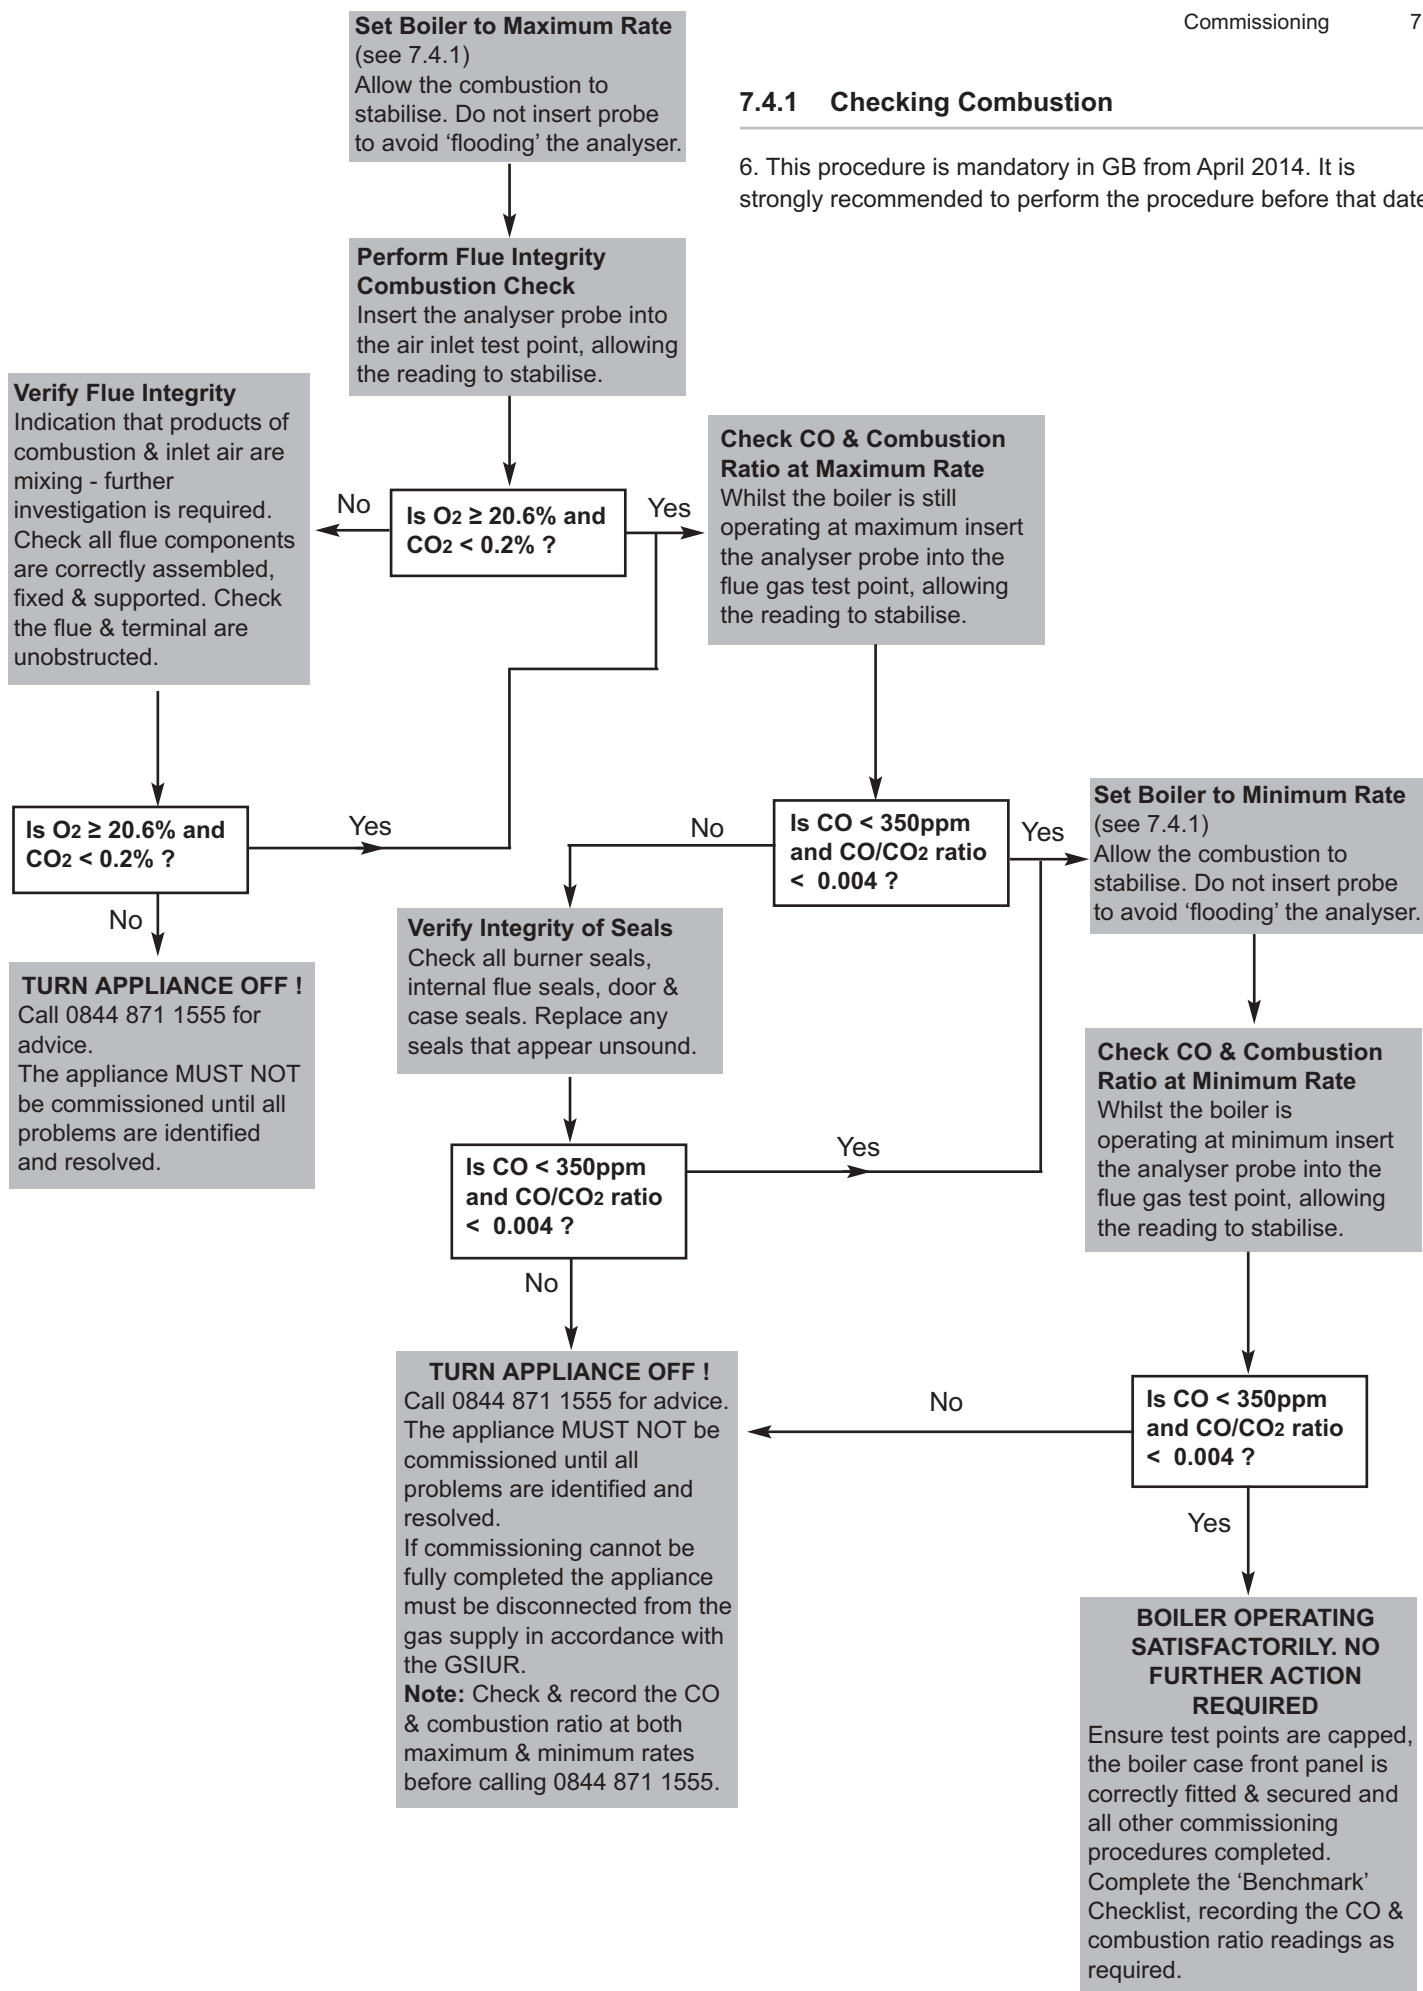 Commissioning 7
7.4.1 Checking Combustion
6. This procedure is mandatory in GB from April 2014. It is
strongly recommended to perform the procedure before that date
Set Boiler to Maximum Rate
(see 7.4.1)
Allow the combustion to
stabilise. Do not insert probe
to avoid ‘flooding’ the analyser.
Perform Flue Integrity
Combustion Check
Insert the analyser probe into
the air inlet test point, allowing
the reading to stabilise.
Is O2 ≥ 20.6% and
CO2 < 0.2% ?
No
Yes
Verify Flue Integrity
Indication that products of
combustion & inlet air are
mixing - further
investigation is required.
Check all flue components
are correctly assembled,
fixed & supported. Check
the flue & terminal are
unobstructed.
Is O2 ≥ 20.6% and
CO2 < 0.2% ?
Yes
No
TURN APPLIANCE OFF !
Call 0844 871 1555 for
advice.
The appliance MUST NOT
be commissioned until all
problems are identified
and resolved.
Check CO & Combustion
Ratio at Maximum Rate
Whilst the boiler is still
operating at maximum insert
the analyser probe into the
flue gas test point, allowing
the reading to stabilise.
Is CO < 350ppm
and CO/CO2 ratio
< 0.004 ?
No
Yes
Verify Integrity of Seals
Check all burner seals,
internal flue seals, door &
case seals. Replace any
seals that appear unsound.
Is CO < 350ppm
and CO/CO2 ratio
< 0.004 ?
Yes
No
TURN APPLIANCE OFF !
Call 0844 871 1555 for advice.
The appliance MUST NOT be
commissioned until all
problems are identified and
resolved.
If commissioning cannot be
fully completed the appliance
must be disconnected from the
gas supply in accordance with
the GSIUR.
Note: Check & record the CO
& combustion ratio at both
maximum & minimum rates
before calling 0844 871 1555.
Set Boiler to Minimum Rate
(see 7.4.1)
Allow the combustion to
stabilise. Do not insert probe
to avoid ‘flooding’ the analyser.
Check CO & Combustion
Ratio at Minimum Rate
Whilst the boiler is
operating at minimum insert
the analyser probe into the
flue gas test point, allowing
the reading to stabilise.
Is CO < 350ppm
and CO/CO2 ratio
< 0.004 ?
No
Yes
BOILER OPERATING
SATISFACTORILY. NO
FURTHER ACTION
REQUIRED
Ensure test points are capped,
the boiler case front panel is
correctly fitted & secured and
all other commissioning
procedures completed.
Complete the ‘Benchmark’
Checklist, recording the CO &
combustion ratio readings as
required.